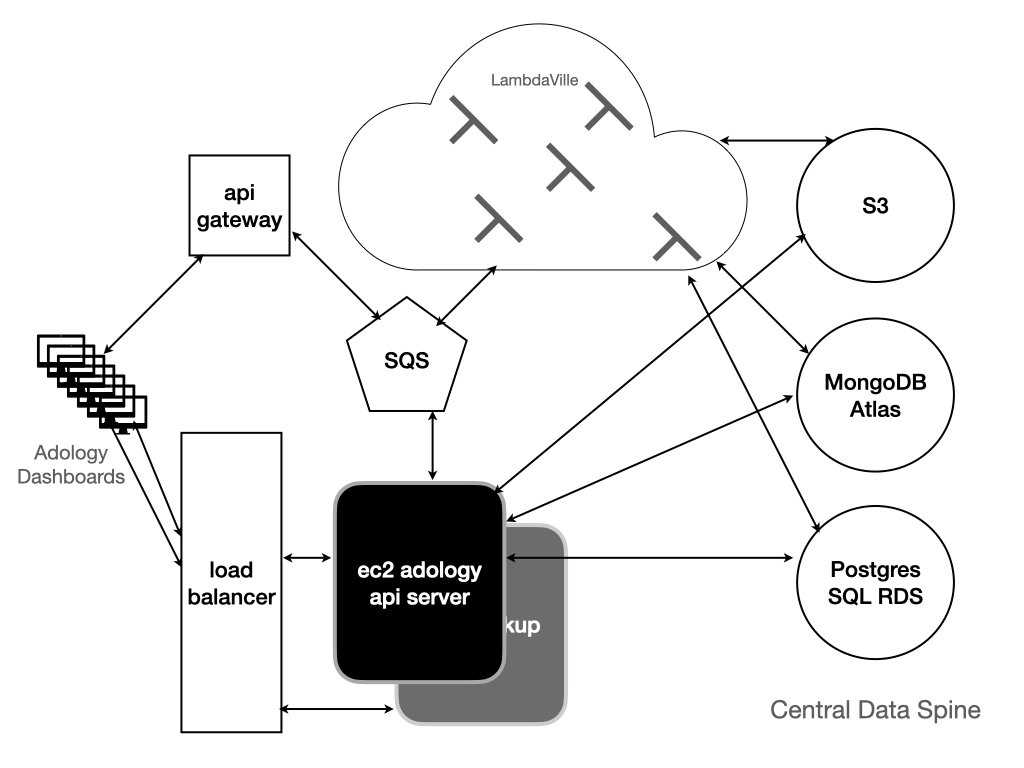 LambdaVille
api
gateway
S3
SQS
MongoDB
Atlas
Adology
Dashboards
load
balancer
ec2 adology
api server
kup
Postgres
SQL RDS
Central Data Spine